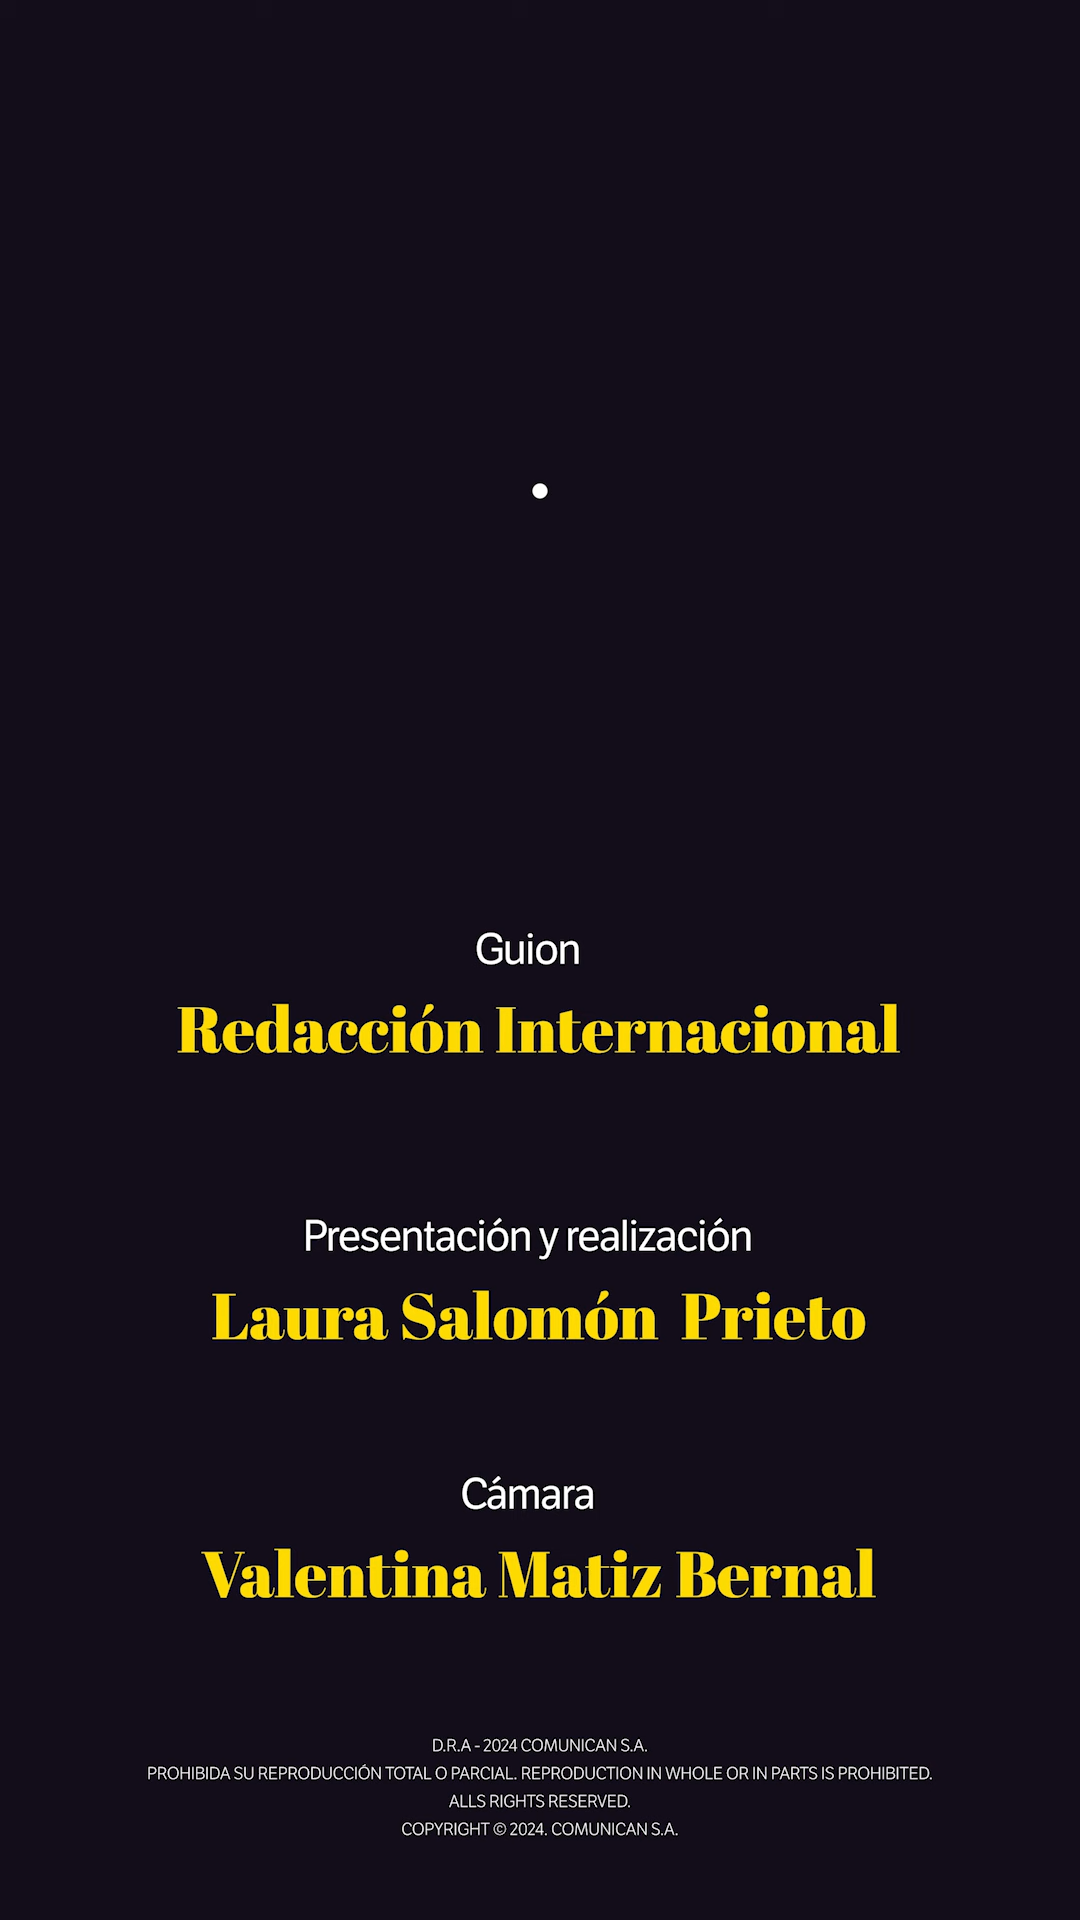 Guion
Redacción Internacional
Presentación y realización
Laura Salomón Prieto
Cámara
Valentina Matiz Bernal
D.R.A - 2024 COMUNICAN S.A.
PROHIBIDA SU REPRODUCCIÓN TOTAL O PARCIAL. REPRODUCTION IN WHOLE OR IN PARTS IS PROHIBITED.
ALLS RIGHTS RESERVED.
COPYRIGHT © 2024. COMUNICAN S.A.